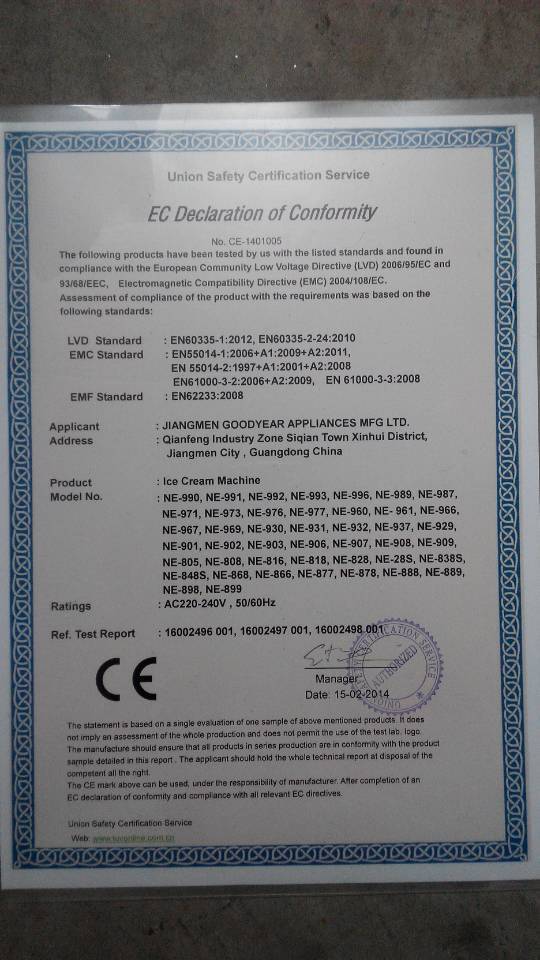 Union Safety Certification Service
EC Declaration of Conformity
No. CE-1401005
The following products have been tested by us with the listed standards and found in
compliance with the European Community Low Voltage Directive (LVD) 2006/95/EC and
93/68/EEC, Electromagnetic Compatibility Directive (EMC) 2004/108/EC.
Assessment of compliance of the product with the requirements was based on the
following standards:
LVD Standard : EN60335-1:2012, EN60335-2-24:2010
EMC Standard : EN55014-1:2006+A1:2009+A2:2011,
EN 55014-2:1997+A1:2001+A2:2008
EN61000-3-2:2006+A2:2009, EN 61000-3-3:2008
EMF Standard : EN62233:2008
Applicant : JIANGMEN GOODYEAR APPLIANCES MFG LTD.
Address : Qianfeng Industry Zone Siqian Town Xinhui District,
Jiangmen City , Guangdong China
Product : Ice Cream Machine
Model No. : NE-990, NE-991, NE-992, NE-993, NE-996, NE-989, NE-987,
NE-971, NE-973, NE-976, NE-977, NE-960, NE- 961, NE-966,
NE-967, NE-969, NE-930, NE-931, NE-932, NE-937, NE-929,
NE-901, NE-902, NE-903, NE-906, NE-907, NE-908, NE-909,
NE-805, NE-808, NE-816, NE-818, NE-828, NE-28S, NE-838S,
NE-848S, NE-868, NE-866, NE-877, NE-878, NE-888, NE-889,
NE-898, NE-899
Ratings : AC220-240V , 50/60Hz
Ref. Test Report : 16002496 001, 16002497 001, 16002498 001
CE
Manager
Date: 15-02-2014
UNION SAFETY CERTIFICATION SERVICE
AUTHORIZED
The statement is based on a single evaluation of one sample of above mentioned products. It does
not imply an assessment of the whole production and does not permit the use of the test lab. logo.
The manufacture should ensure that all products in series production are in conformity with the product
sample detailed in this report . The applicant should hold the whole technical report at disposal of the
competent all the right.
The CE mark above can be used, under the responsibility of manufacturer. After completion of an
EC declaration of conformity and compliance with all relevant EC directives.
Union Safety Certification Service
Web: www.tuvonline.com.cn